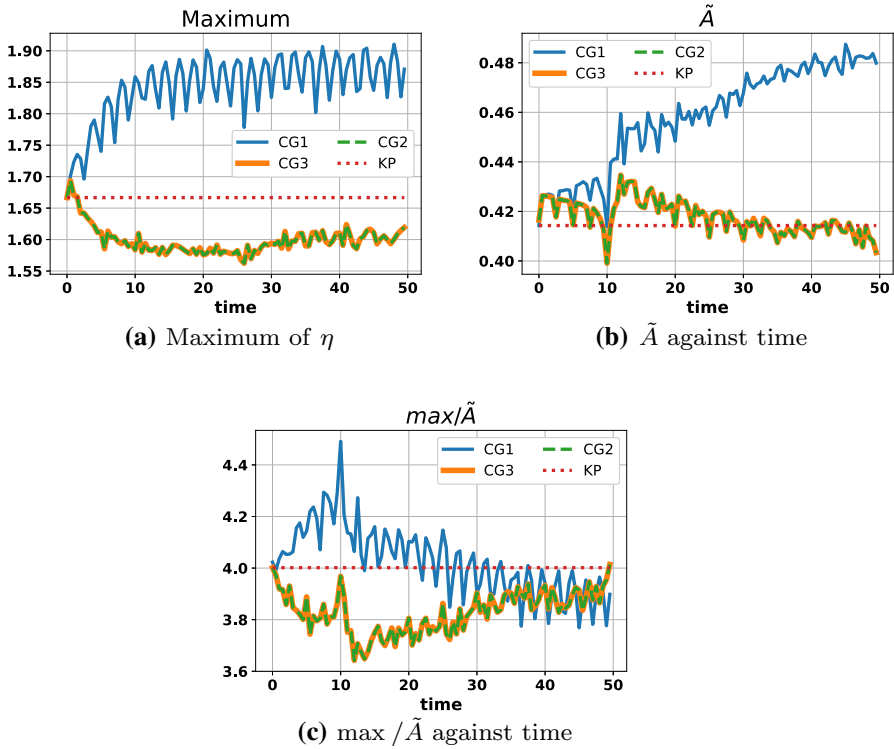 Maximum
1.90
1.85
1.80
1.75
1.70
1.65
1.60
1.55
CG1
CG2
CG3
KP
0 10 20 30 40 50
time
(a) Maximum of η
Ã
0.48
0.46
0.44
0.42
0.40
CG1
CG2
CG3
KP
0 10 20 30 40 50
time
(b) Ã against time
max/Ã
4.4
4.2
4.0
3.8
3.6
CG1
CG2
CG3
KP
0 10 20 30 40 50
time
(c) max /Ã against time